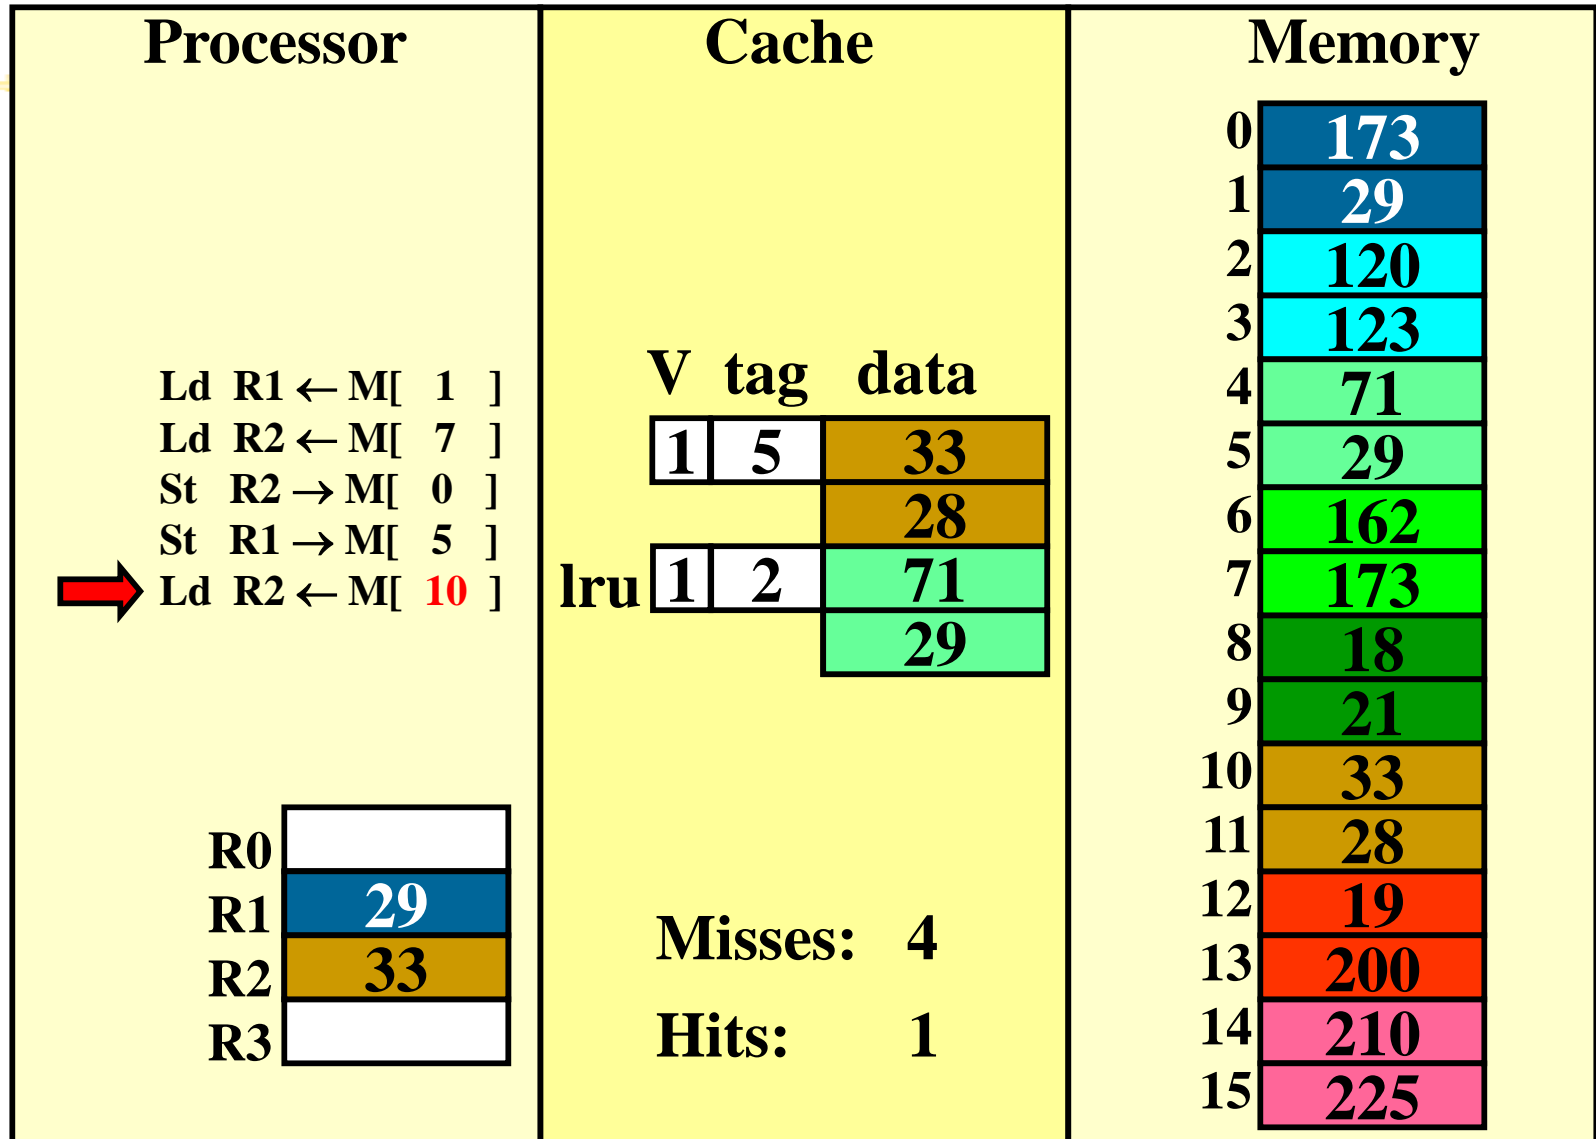 Processor
Ld R1 ← M[ 1 ]
Ld R2 ← M[ 7 ]
St R2 → M[ 0 ]
St R1 → M[ 5 ]
Ld R2 ← M[ 10 ]
R0
R1 29
R2 33
R3
Cache
V tag data
1 5 33
28
lru 1 2 71
29
Misses: 4
Hits: 1
Memory
0 173
1 29
2 120
3 123
4 71
5 29
6 162
7 173
8 18
9 21
10 33
11 28
12 19
13 200
14 210
15 225